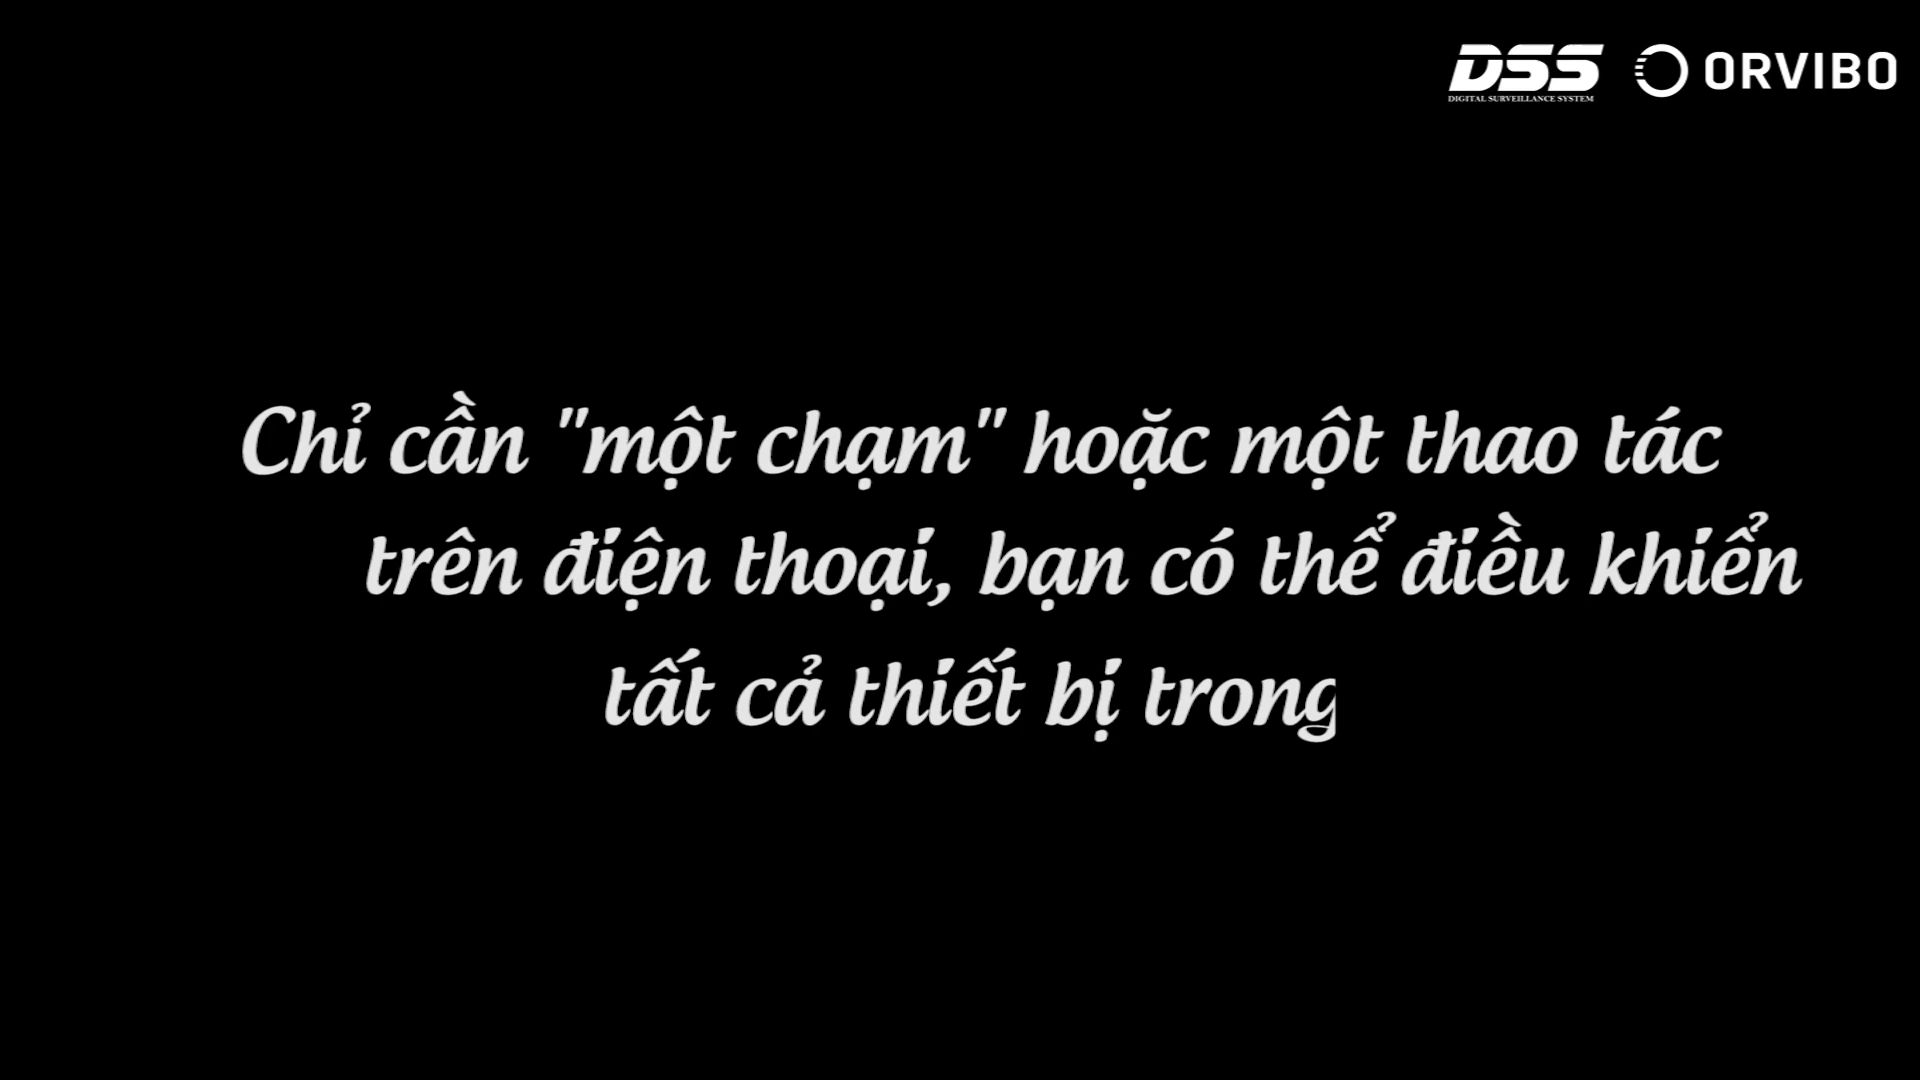 DSS
DIGITAL SURVEILLANCE SYSTEM
ORVIBO
Chỉ cần "một chạm" hoặc một thao tác
trên điện thoại, bạn có thể điều khiển
tất cả thiết bị trong